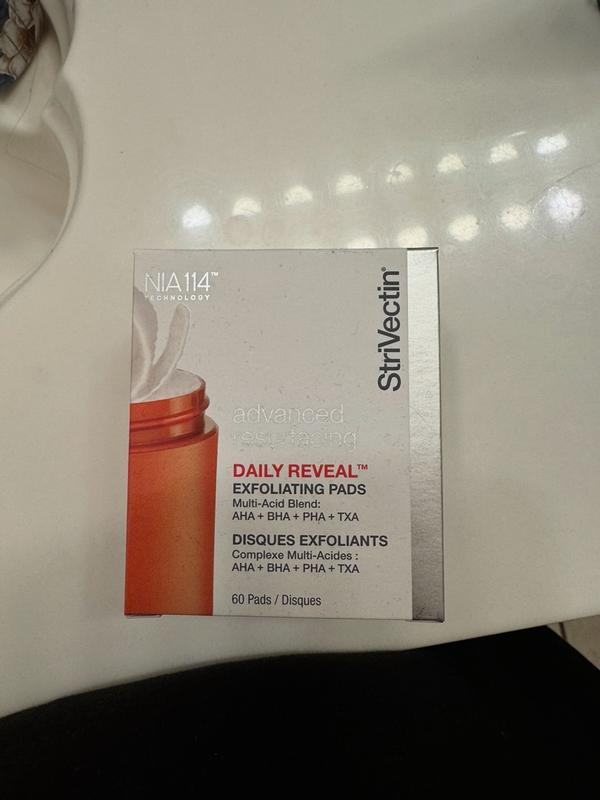 NIA114™
TECHNOLOGY
StriVectin®
advanced
resurfacing
DAILY REVEAL™
EXFOLIATING PADS
Multi-Acid Blend:
AHA + BHA + PHA + TXA
DISQUES EXFOLIANTS
Complexe Multi-Acides :
AHA + BHA + PHA + TXA
60 Pads / Disques